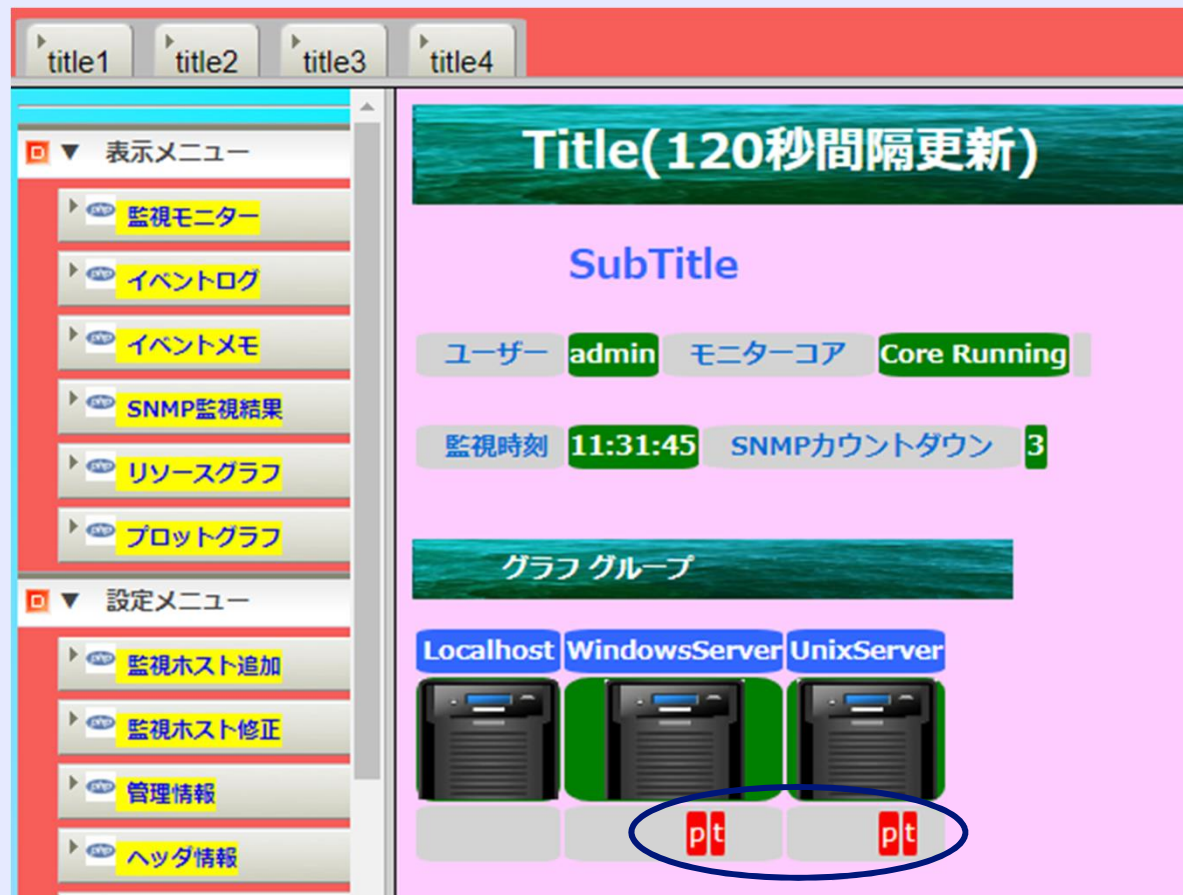 title1 title2 title3 title4
表示メニュー
監視モニター
イベントログ
イベントメモ
SNMP監視結果
リソースグラフ
プロットグラフ
設定メニュー
監視ホスト追加
監視ホスト修正
管理情報
ヘッダ情報
Title(120秒間隔更新)
SubTitle
ユーザー admin モニターコア Core Running
監視時刻 11:31:45 SNMPカウントダウン 3
グラフ グループ
Localhost WindowsServer UnixServer
p t p t